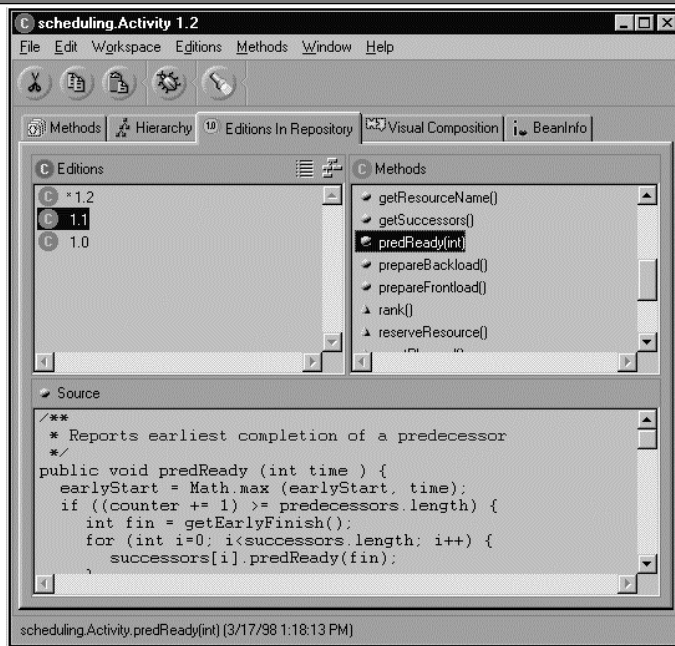 scheduling.Activity 1.2
File Edit Workspace Editions Methods Window Help
Methods Hierarchy 1.0 Editions In Repository Visual Composition BeanInfo
Editions
* 1.2
1.1
1.0
Methods
getResourceName()
getSuccessors()
predReady(int)
prepareBackload()
prepareFrontload()
rank()
reserveResource()
Source
/**
* Reports earliest completion of a predecessor
*/
public void predReady (int time ) {
earlyStart = Math.max (earlyStart, time);
if ((counter += 1) >= predecessors.length) {
int fin = getEarlyFinish();
for (int i=0; i<successors.length; i++) {
successors[i].predReady(fin);
scheduling.Activity.predReady(int) (3/17/98 1:18:13 PM)